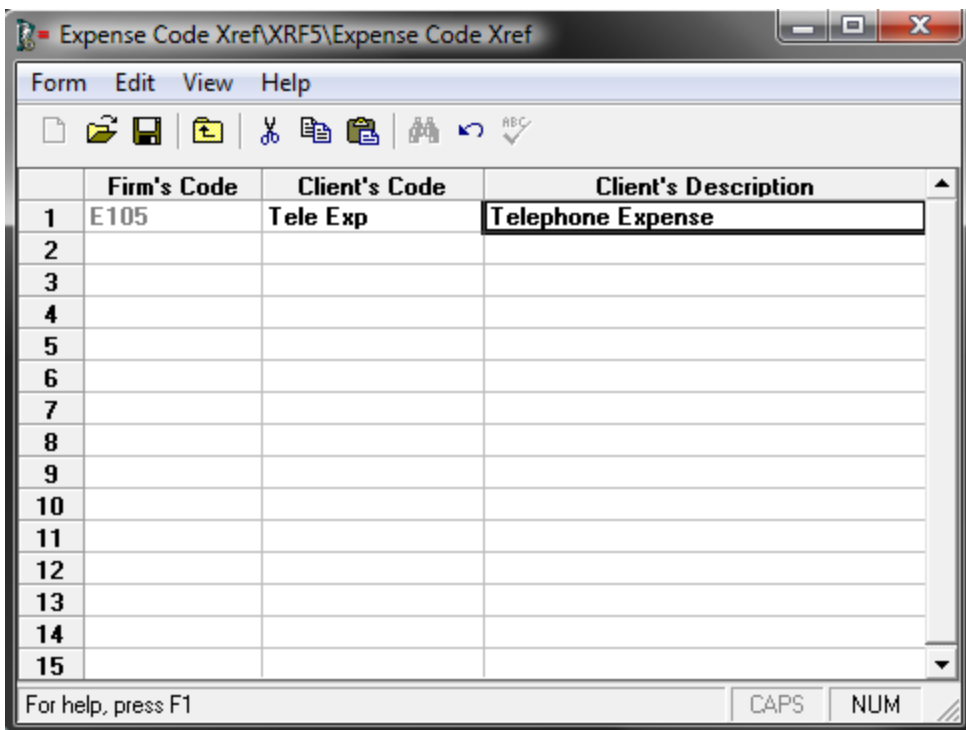 Expense Code Xref\XRF5\Expense Code Xref
Form Edit View Help
ABC
Firm's Code Client's Code Client's Description
1 E105 Tele Exp Telephone Expense
2
3
4
5
6
7
8
9
10
11
12
13
14
15
For help, press F1 CAPS NUM